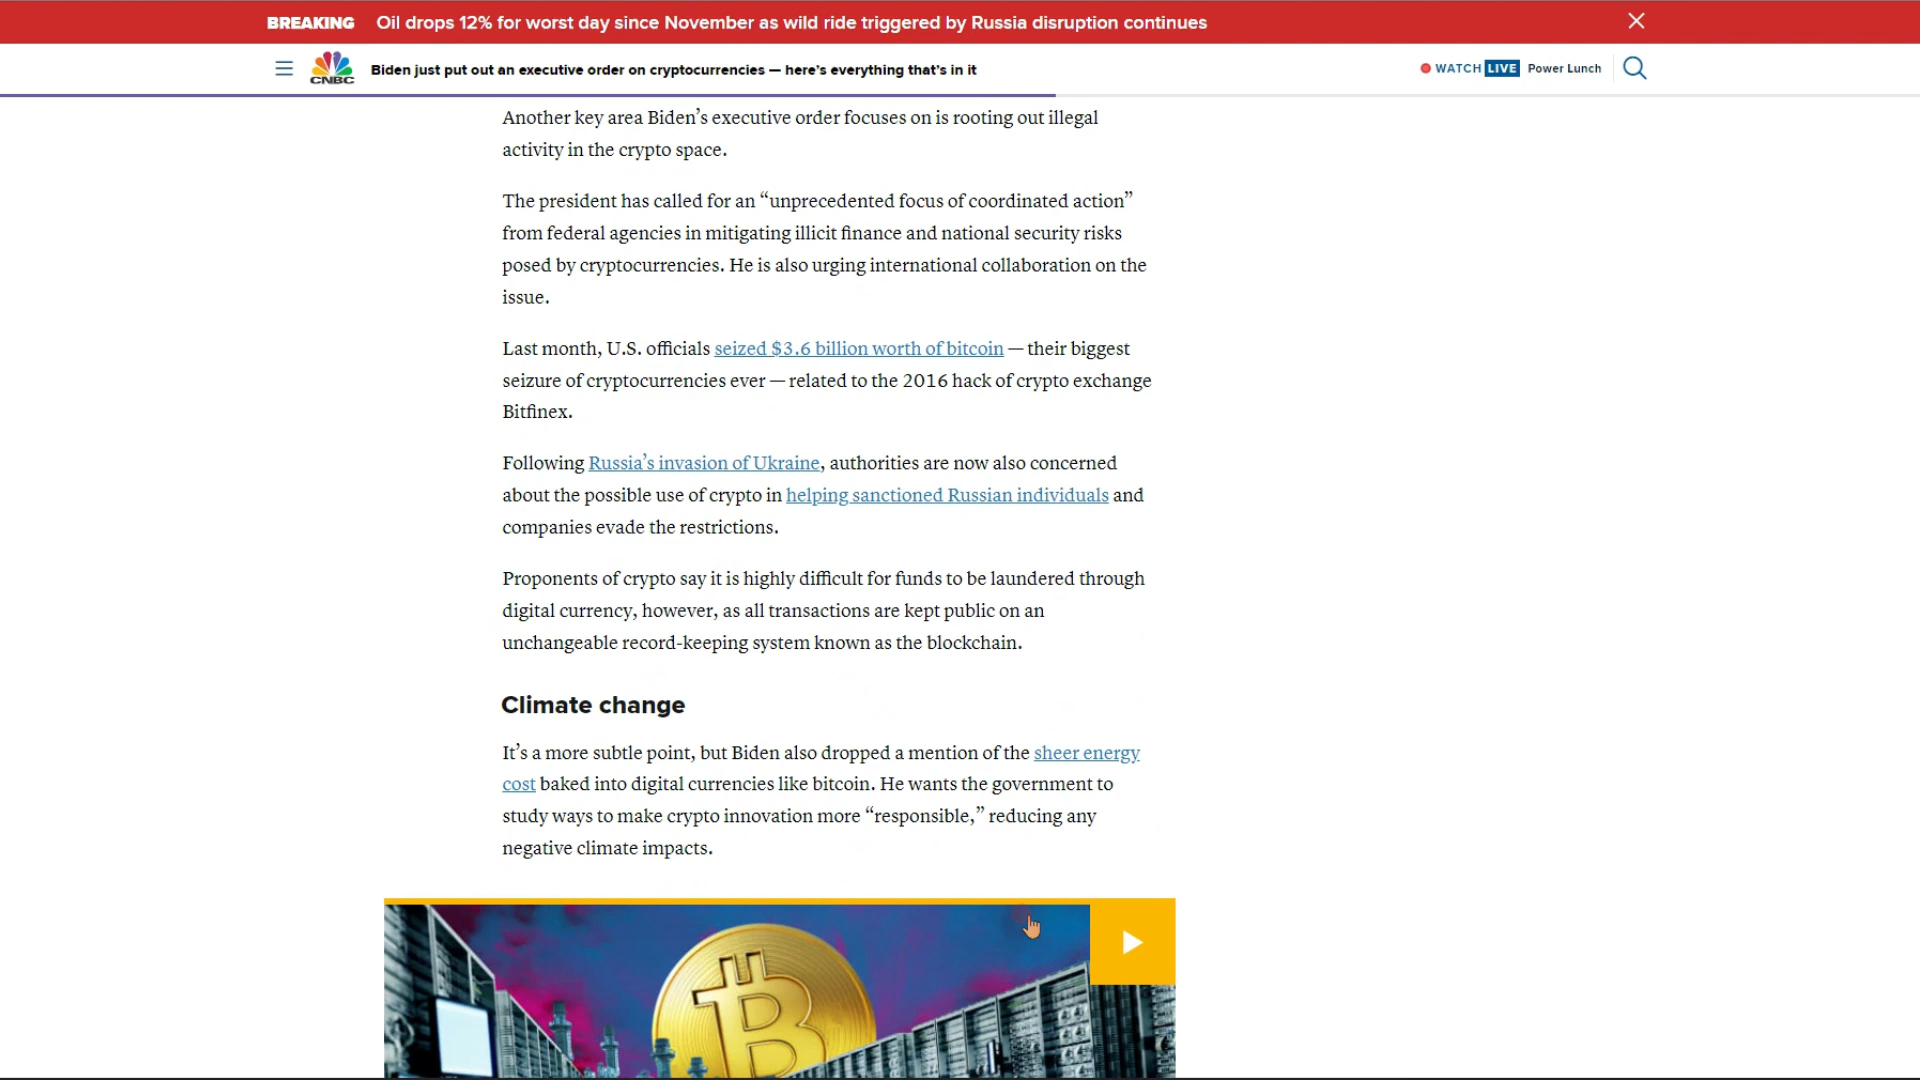 BREAKING Oil drops 12% for worst day since November as wild ride triggered by Russia disruption continues
CNBC Biden just put out an executive order on cryptocurrencies — here's everything that's in it WATCH LIVE Power Lunch
Another key area Biden’s executive order focuses on is rooting out illegal
activity in the crypto space.
The president has called for an “unprecedented focus of coordinated action”
from federal agencies in mitigating illicit finance and national security risks
posed by cryptocurrencies. He is also urging international collaboration on the
issue.
Last month, U.S. officials seized $3.6 billion worth of bitcoin — their biggest
seizure of cryptocurrencies ever — related to the 2016 hack of crypto exchange
Bitfinex.
Following Russia’s invasion of Ukraine, authorities are now also concerned
about the possible use of crypto in helping sanctioned Russian individuals and
companies evade the restrictions.
Proponents of crypto say it is highly difficult for funds to be laundered through
digital currency, however, as all transactions are kept public on an
unchangeable record-keeping system known as the blockchain.
Climate change
It’s a more subtle point, but Biden also dropped a mention of the sheer energy
cost baked into digital currencies like bitcoin. He wants the government to
study ways to make crypto innovation more “responsible,” reducing any
negative climate impacts.